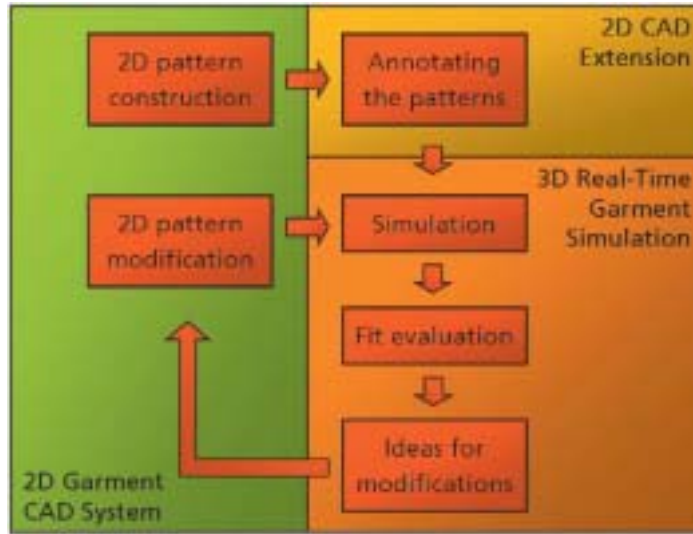 2D pattern
construction
Annotating
the patterns
2D CAD
Extension
2D pattern
modification
Simulation
3D Real-Time
Garment
Simulation
Fit evaluation
Ideas for
modifications
2D Garment
CAD System